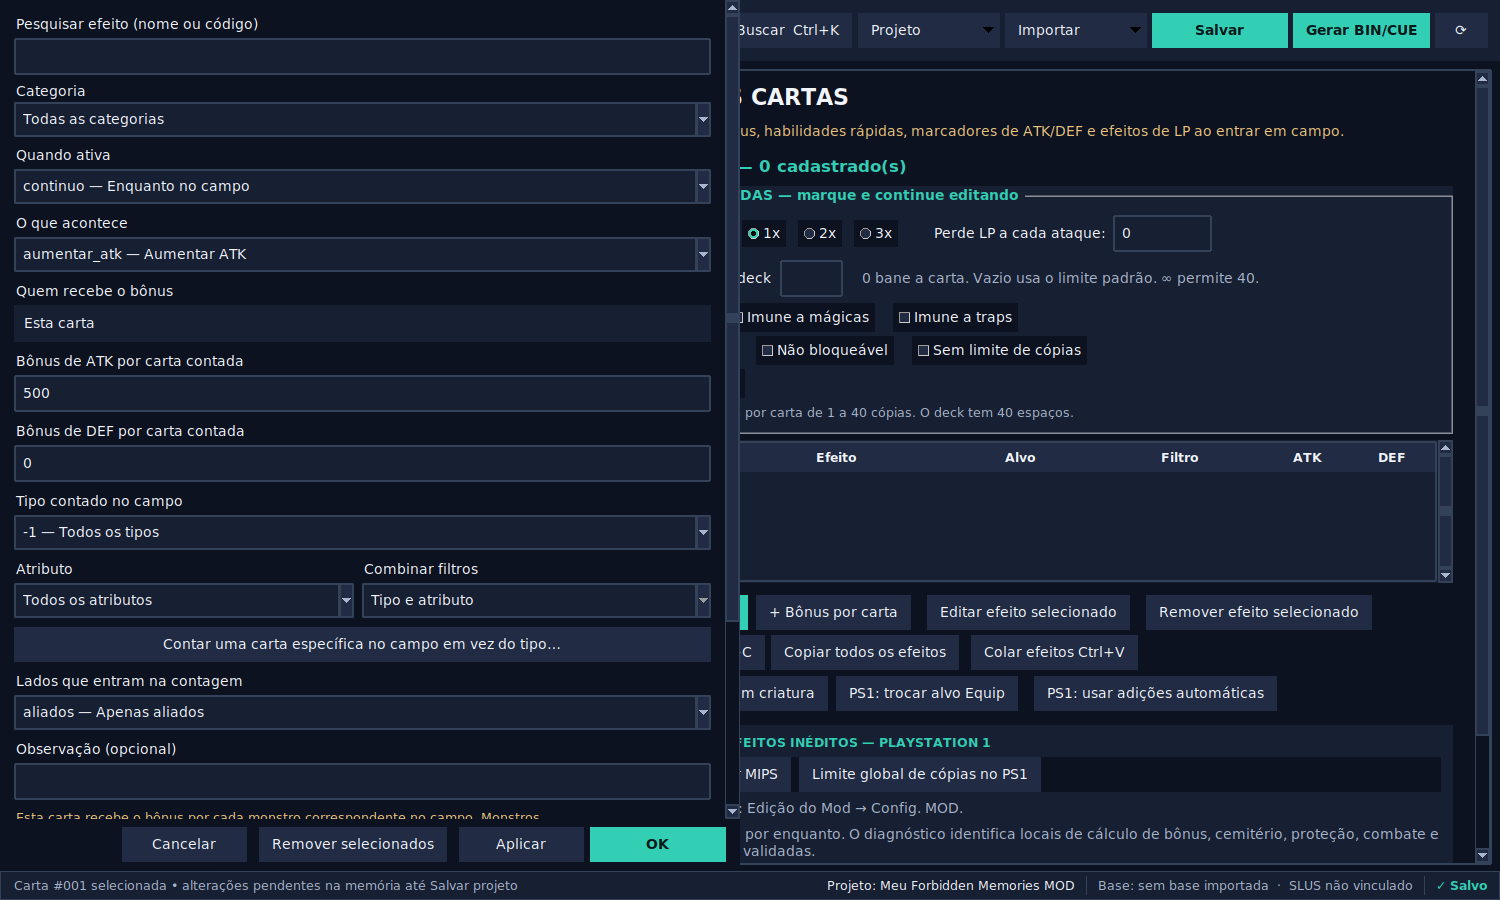 Pesquisar efeito (nome ou código)
Categoria
Todas as categorias
Quando ativa
continuo — Enquanto no campo
O que acontece
aumentar_atk — Aumentar ATK
Quem recebe o bônus
Esta carta
Bônus de ATK por carta contada
500
Bônus de DEF por carta contada
0
Tipo contado no campo
-1 — Todos os tipos
Atributo
Combinar filtros
Todos os atributos
Tipo e atributo
Contar uma carta específica no campo em vez do tipo...
Lados que entram na contagem
aliados — Apenas aliados
Observação (opcional)
Esta carta recebe o bônus por cada monstro correspondente no campo. Monstros
Cancelar
Remover selecionados
Aplicar
OK
Buscar Ctrl+K
Projeto
Importar
Salvar
Gerar BIN/CUE
⟳
S CARTAS
us, habilidades rápidas, marcadores de ATK/DEF e efeitos de LP ao entrar em campo.
— 0 cadastrado(s)
DAS — marque e continue editando
1x
2x
3x
Perde LP a cada ataque:
0
deck
0 bane a carta. Vazio usa o limite padrão. ∞ permite 40.
Imune a mágicas
Imune a traps
Não bloqueável
Sem limite de cópias
por carta de 1 a 40 cópias. O deck tem 40 espaços.
Efeito
Alvo
Filtro
ATK
DEF
+ Bônus por carta
Editar efeito selecionado
Remover efeito selecionado
C
Copiar todos os efeitos
Colar efeitos Ctrl+V
m criatura
PS1: trocar alvo Equip
PS1: usar adições automáticas
FEITOS INÉDITOS — PLAYSTATION 1
r MIPS
Limite global de cópias no PS1
: Edição do Mod → Config. MOD.
por enquanto. O diagnóstico identifica locais de cálculo de bônus, cemitério, proteção, combate e
validadas.
Carta #001 selecionada • alterações pendentes na memória até Salvar projeto
Projeto: Meu Forbidden Memories MOD
Base: sem base importada · SLUS não vinculado
✓ Salvo